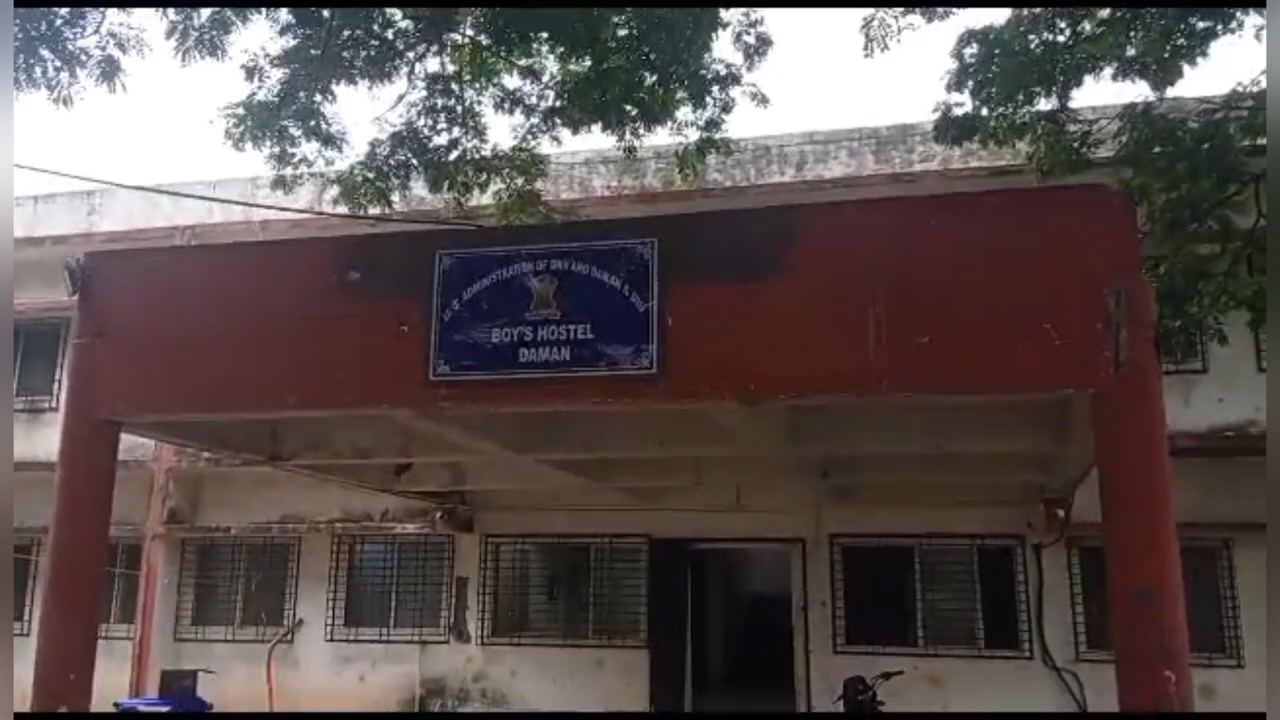 U.T. ADMINISTRATION OF DNH AND DAMAN & DIU
BOY'S HOSTEL
DAMAN